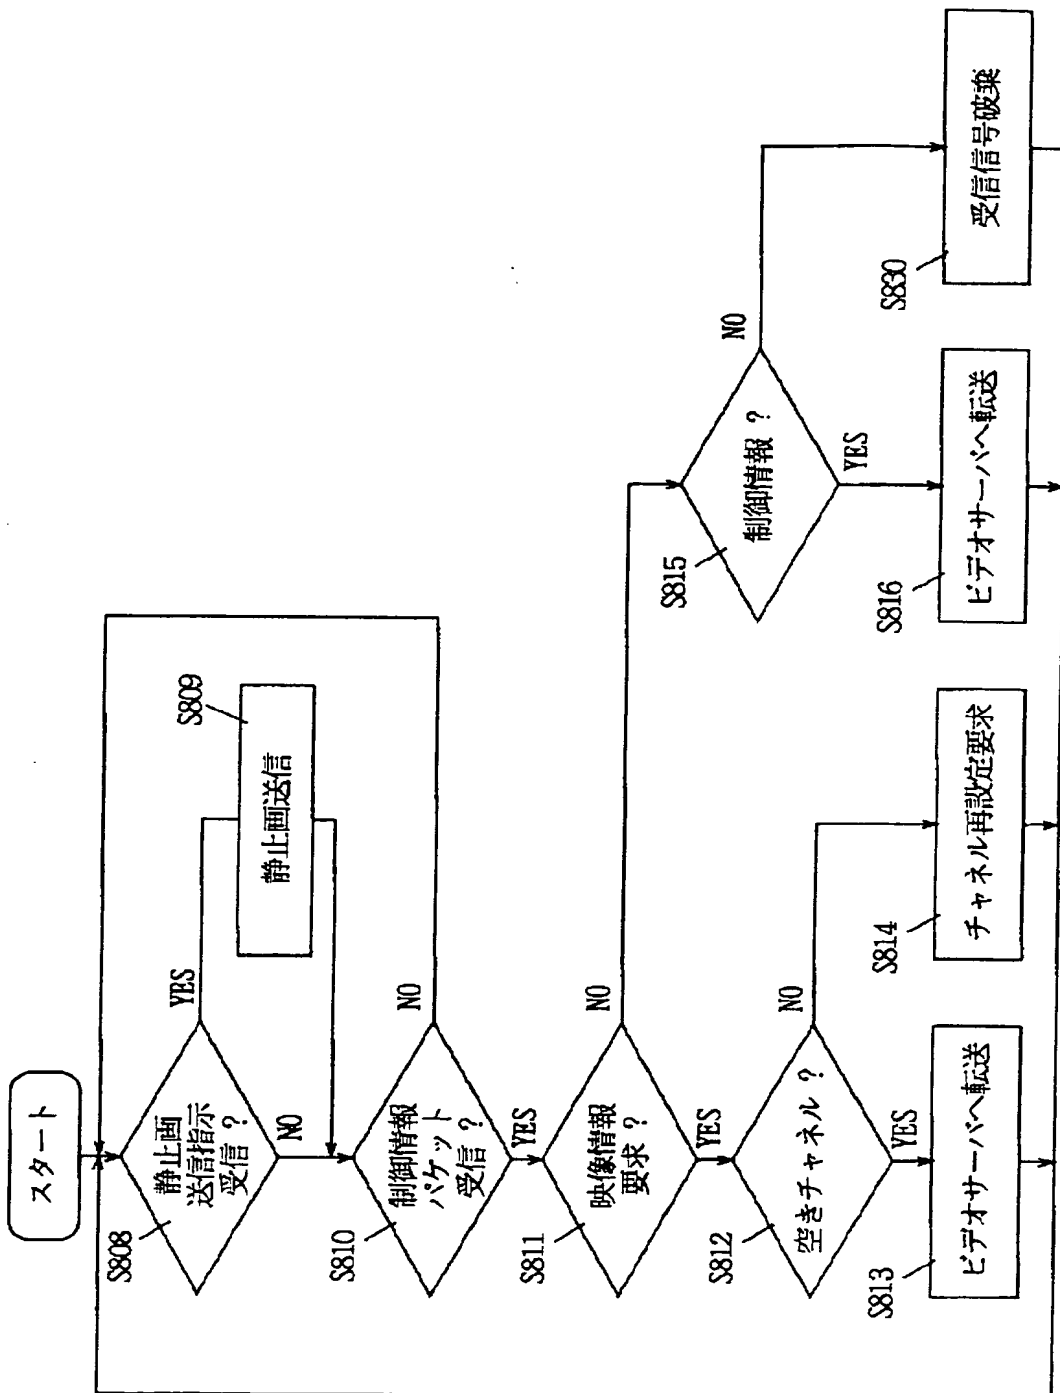 スタート
S808
静止画
送信指示
受信？
YES
NO
S809
静止画送信
S810
制御情報
パケット
受信？
NO
YES
S811
映像情報
要求？
NO
YES
S812
空きチャネル？
NO
YES
S813
ビデオサーバへ転送
S814
チャネル再設定要求
S815
制御情報？
NO
YES
S816
ビデオサーバへ転送
S830
受信信号破棄